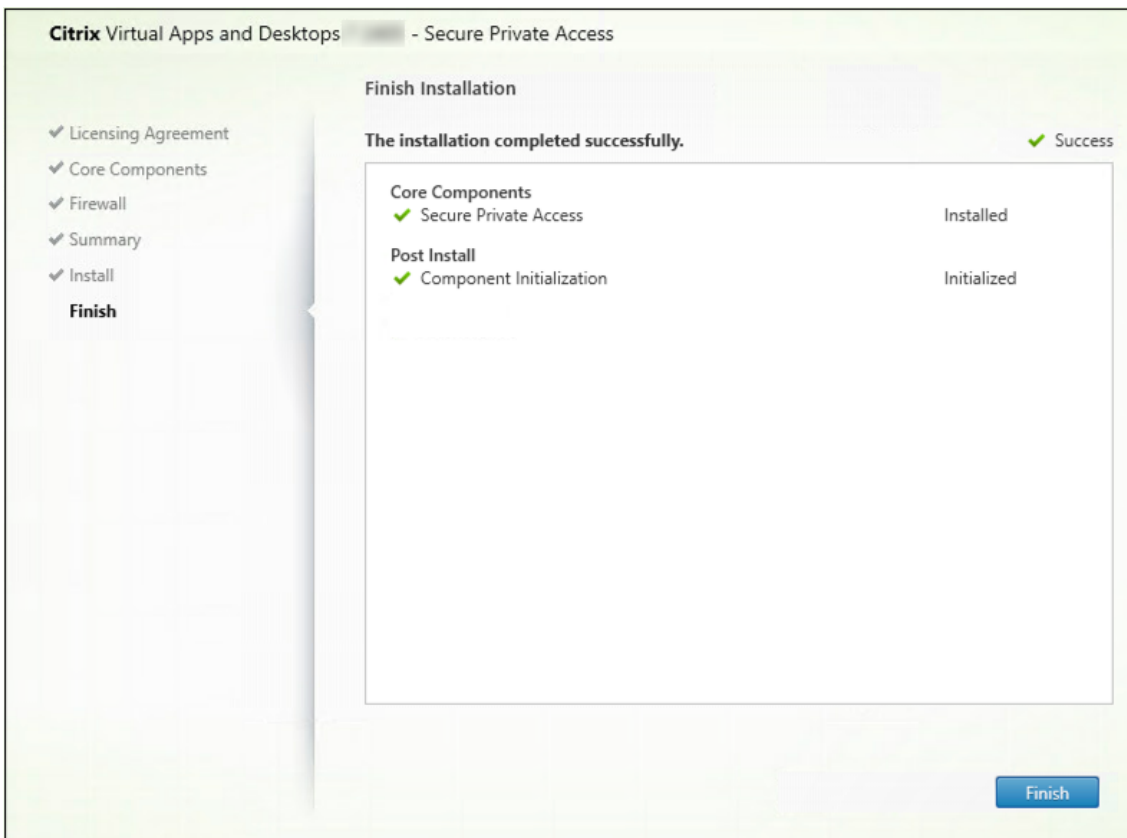 Citrix Virtual Apps and Desktops - Secure Private Access
Finish Installation
Licensing Agreement
Core Components
Firewall
Summary
Install
Finish
The installation completed successfully. Success
Core Components
Secure Private Access Installed
Post Install
Component Initialization Initialized
Finish